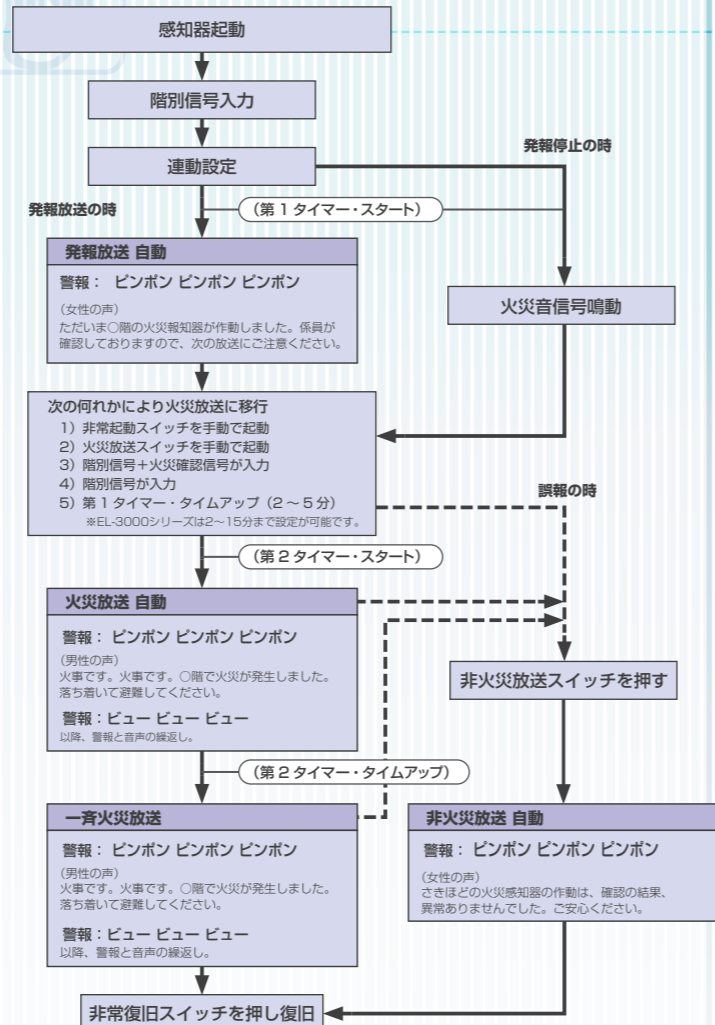 感知器起動
階別信号入力
連動設定
発報停止の時
発報放送の時
(第1タイマー・スタート)
発報放送 自動
警報： ピンポン ピンポン ピンポン
(女性の声)
ただいま○階の火災報知器が作動しました。係員が
確認しておりますので、次の放送にご注意ください。
火災音信号鳴動
次の何れかにより火災放送に移行
1）非常起動スイッチを手動で起動
2）火災放送スイッチを手動で起動
3）階別信号＋火災確認信号が入力
4）階別信号が入力
5）第1タイマー・タイムアップ（2～5分）
※EL-3000シリーズは2～15分まで設定が可能です。
誤報の時
(第2タイマー・スタート)
火災放送 自動
警報： ピンポン ピンポン ピンポン
(男性の声)
火事です。火事です。○階で火災が発生しました。
落ち着いて避難してください。
警報：ビュー ビュー ビュー
以降、警報と音声の繰返し。
非火災放送スイッチを押す
(第2タイマー・タイムアップ)
一斉火災放送
警報： ピンポン ピンポン ピンポン
(男性の声)
火事です。火事です。○階で火災が発生しました。
落ち着いて避難してください。
警報：ビュー ビュー ビュー
以降、警報と音声の繰返し。
非火災放送 自動
警報： ピンポン ピンポン ピンポン
(女性の声)
さきほどの火災感知器の作動は、確認の結果、
異常ありませんでした。ご安心ください。
非常復旧スイッチを押し復旧